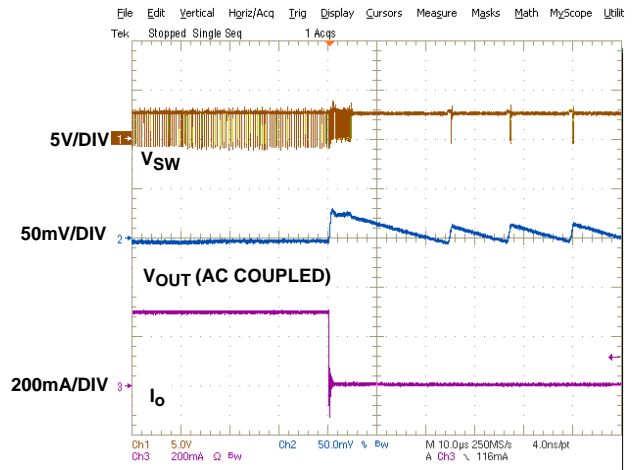 File Edit Vertical Horiz/Acq Trig Display Cursors Measure Masks Math MyScope Utilit
Tek Stopped Single Seq 1 Acqs
5V/DIV
1
VSW
50mV/DIV
2
VOUT (AC COUPLED)
200mA/DIV
3
Io
Ch1 5.0V Ch2 50.0mV ∿ Bw M 10.0µs 250MS/s 4.0ns/pt
Ch3 200mA Ω Bw A Ch3 ∖ 116mA